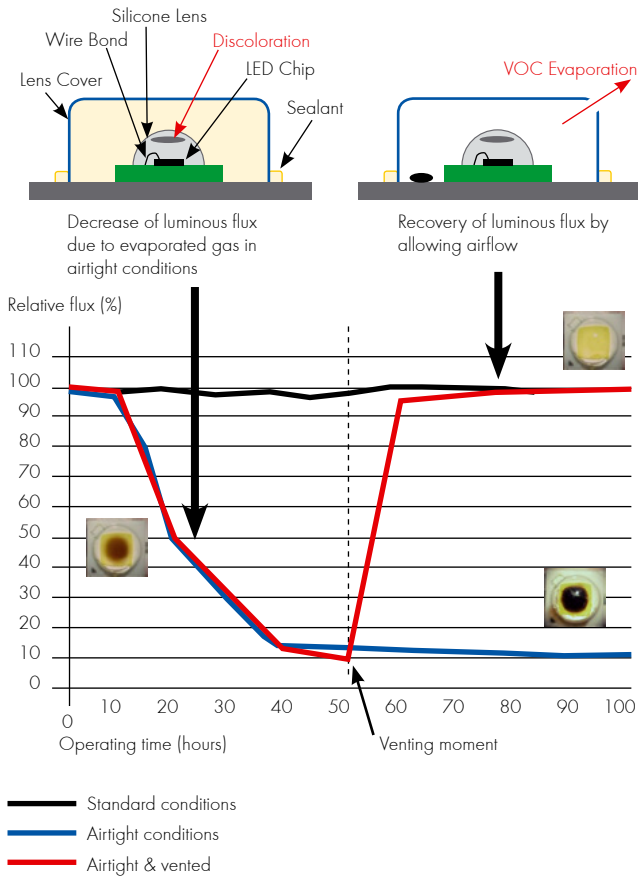 Silicone Lens
Wire Bond
Discoloration
LED Chip
Lens Cover
Sealant
VOC Evaporation
Decrease of luminous flux
due to evaporated gas in
airtight conditions
Recovery of luminous flux by
allowing airflow
Relative flux (%)
110
100
90
80
70
60
50
40
30
20
10
0
0 10 20 30 40 50 60 70 80 90 100
Operating time (hours)
Venting moment
Standard conditions
Airtight conditions
Airtight & vented